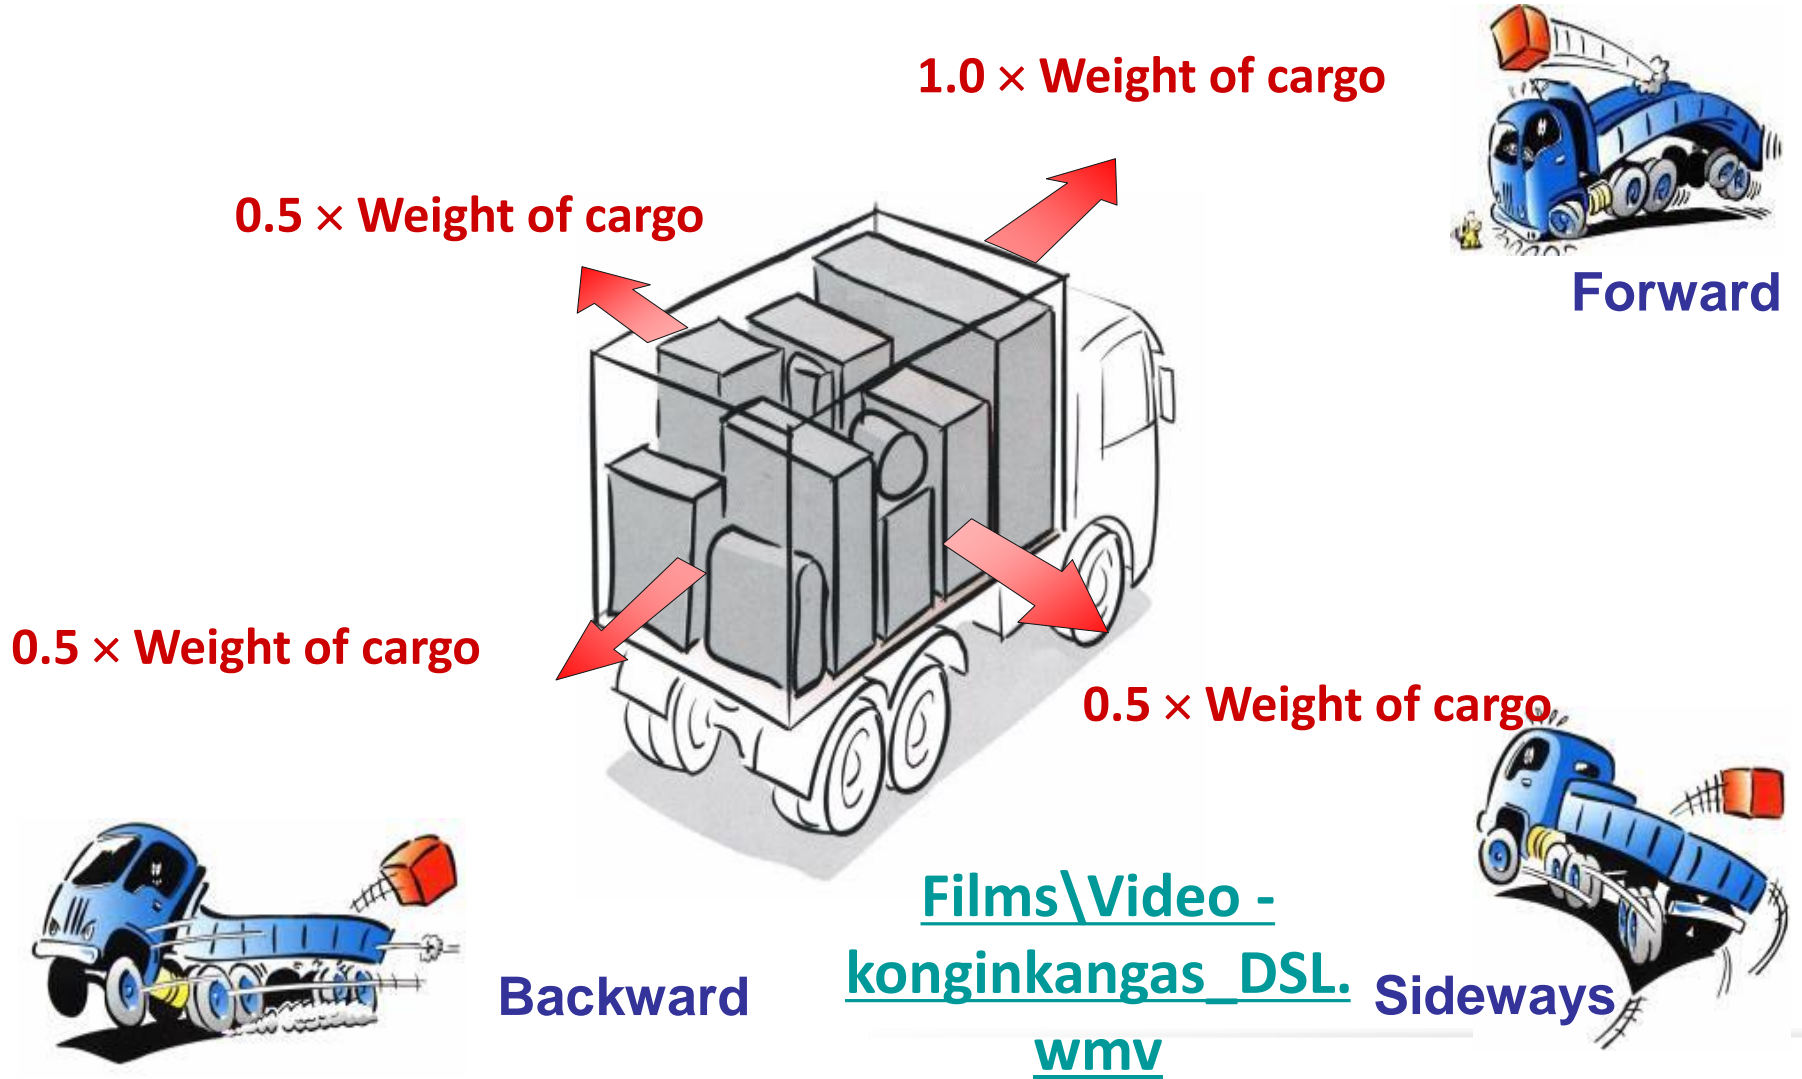 1.0 × Weight of cargo
0.5 × Weight of cargo
Forward
0.5 × Weight of cargo
0.5 × Weight of cargo
Films\Video -
konginkangas_DSL.
wmv
Backward
Sideways